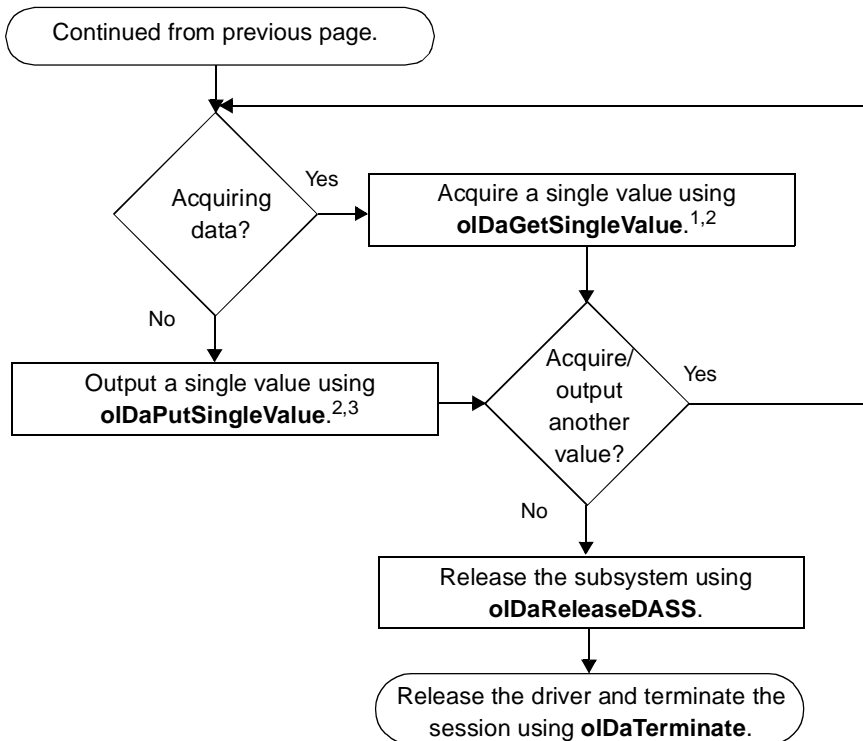 Continued from previous page.
Acquiring
data?
Yes
Acquire a single value using
olDaGetSingleValue.1,2
No
Output a single value using
olDaPutSingleValue.2,3
Acquire/
output
another
value?
Yes
No
Release the subsystem using
olDaReleaseDASS.
Release the driver and terminate the
session using olDaTerminate.